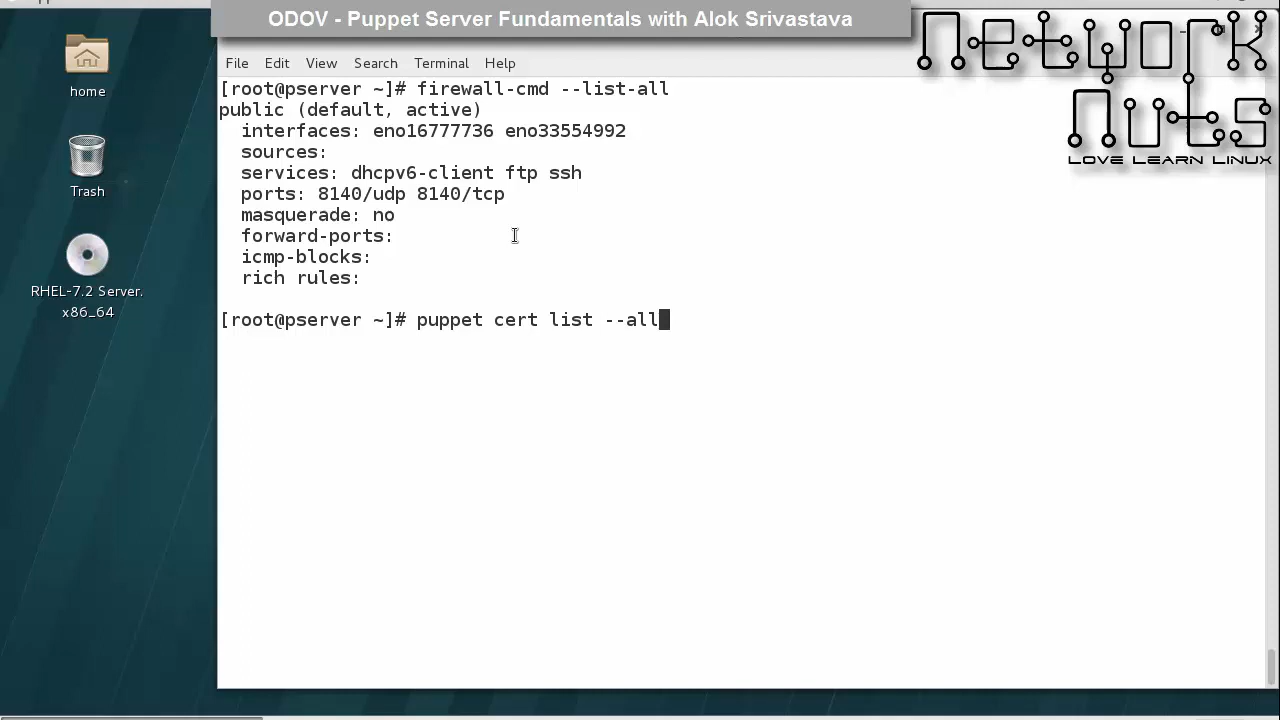 ODOV - Puppet Server Fundamentals with Alok Srivastava
Network
Nuts
LOVE LEARN LINUX
File Edit View Search Terminal Help
home
Trash
RHEL-7.2 Server.
x86_64
[root@pserver ~]# firewall-cmd --list-all
public (default, active)
  interfaces: eno16777736 eno33554992
  sources:
  services: dhcpv6-client ftp ssh
  ports: 8140/udp 8140/tcp
  masquerade: no
  forward-ports:
  icmp-blocks:
  rich rules:
[root@pserver ~]# puppet cert list --all